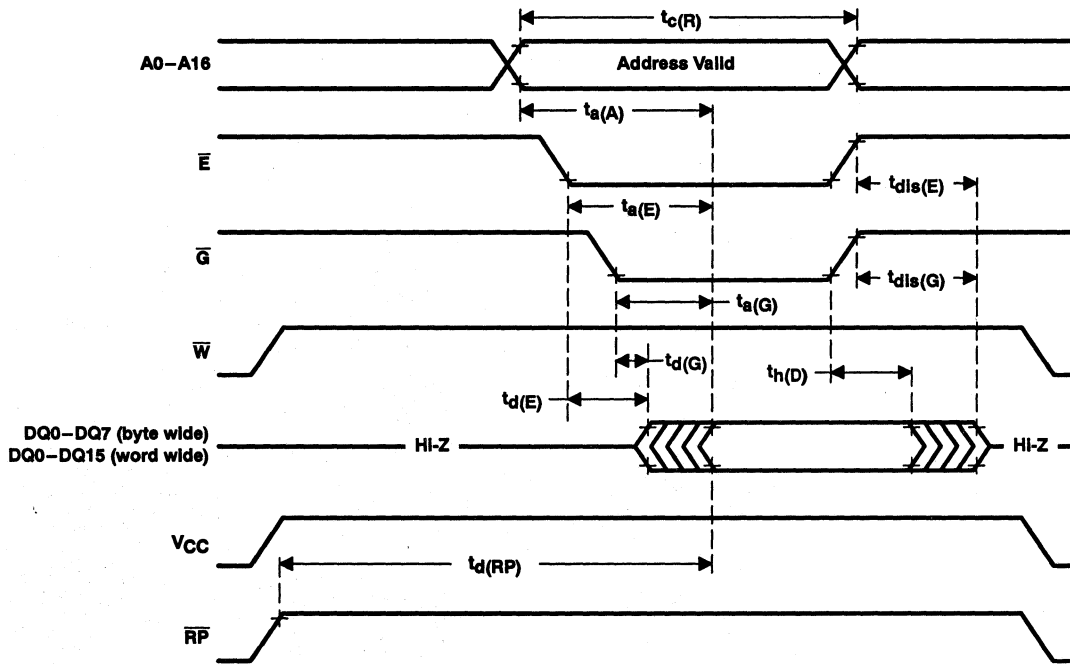 tc(R)
A0–A16
Address Valid
ta(A)
E̅
tdis(E)
ta(E)
G̅
tdis(G)
ta(G)
W̅
td(G)
th(D)
td(E)
DQ0–DQ7 (byte wide)
DQ0–DQ15 (word wide)
Hi-Z
Hi-Z
VCC
td(RP)
R̅P̅